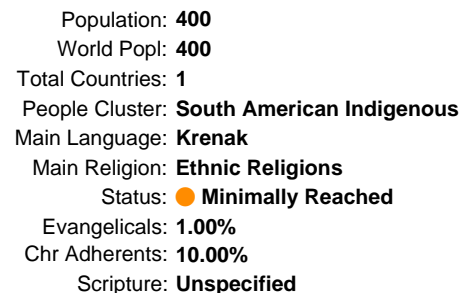 Population: 400
World Popl: 400
Total Countries: 1
People Cluster: South American Indigenous
Main Language: Krenak
Main Religion: Ethnic Religions
Status: Minimally Reached
Evangelicals: 1.00%
Chr Adherents: 10.00%
Scripture: Unspecified